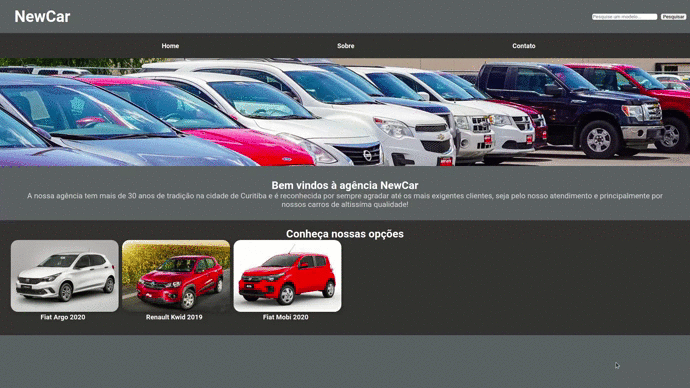 NewCar
Pesquise um modelo...
Pesquisar
Home
Sobre
Contato
Bem vindos à agência NewCar
A nossa agência tem mais de 30 anos de tradição na cidade de Curitiba e é reconhecida por sempre agradar até os mais exigentes clientes, seja pelo nosso atendimento e principalmente por
nossos carros de altíssima qualidade!
Conheça nossas opções
Fiat Argo 2020
Renault Kwid 2019
Fiat Mobi 2020